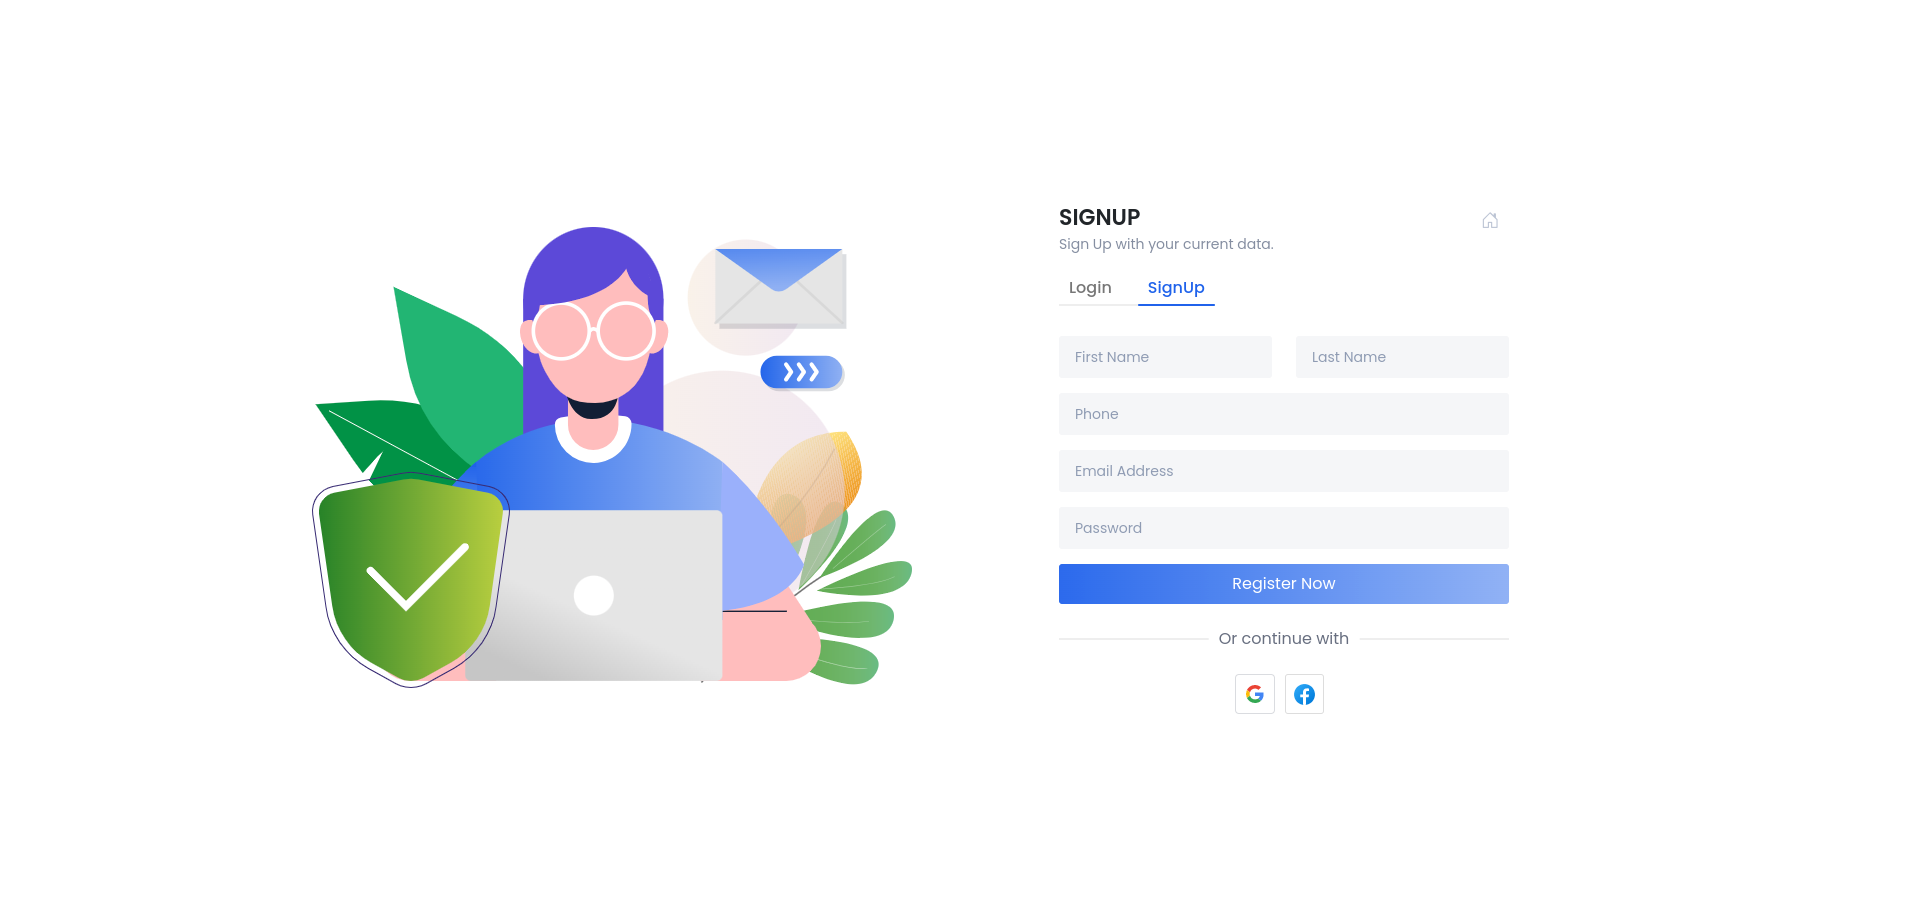 SIGNUP
Sign Up with your current data.
Login SignUp
First Name Last Name
Phone
Email Address
Password
Register Now
Or continue with